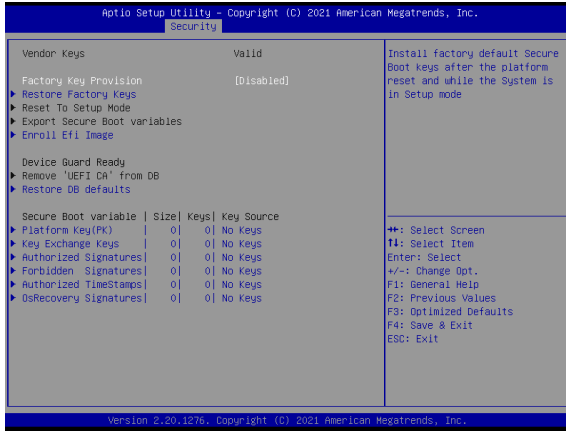 Aptio Setup Utility – Copyright (C) 2021 American Megatrends, Inc.
Security
Vendor Keys Valid
Factory Key Provision [Disabled]
Restore Factory Keys
Reset To Setup Mode
Export Secure Boot variables
Enroll Efi Image
Device Guard Ready
Remove 'UEFI CA' from DB
Restore DB defaults
Secure Boot variable | Size| Keys| Key Source
Platform Key(PK) | 0| 0| No Keys
Key Exchange Keys | 0| 0| No Keys
Authorized Signatures| 0| 0| No Keys
Forbidden Signatures| 0| 0| No Keys
Authorized TimeStamps| 0| 0| No Keys
OsRecovery Signatures| 0| 0| No Keys
Install factory default Secure
Boot keys after the platform
reset and while the System is
in Setup mode
→←: Select Screen
↑↓: Select Item
Enter: Select
+/-: Change Opt.
F1: General Help
F2: Previous Values
F3: Optimized Defaults
F4: Save & Exit
ESC: Exit
Version 2.20.1276. Copyright (C) 2021 American Megatrends, Inc.